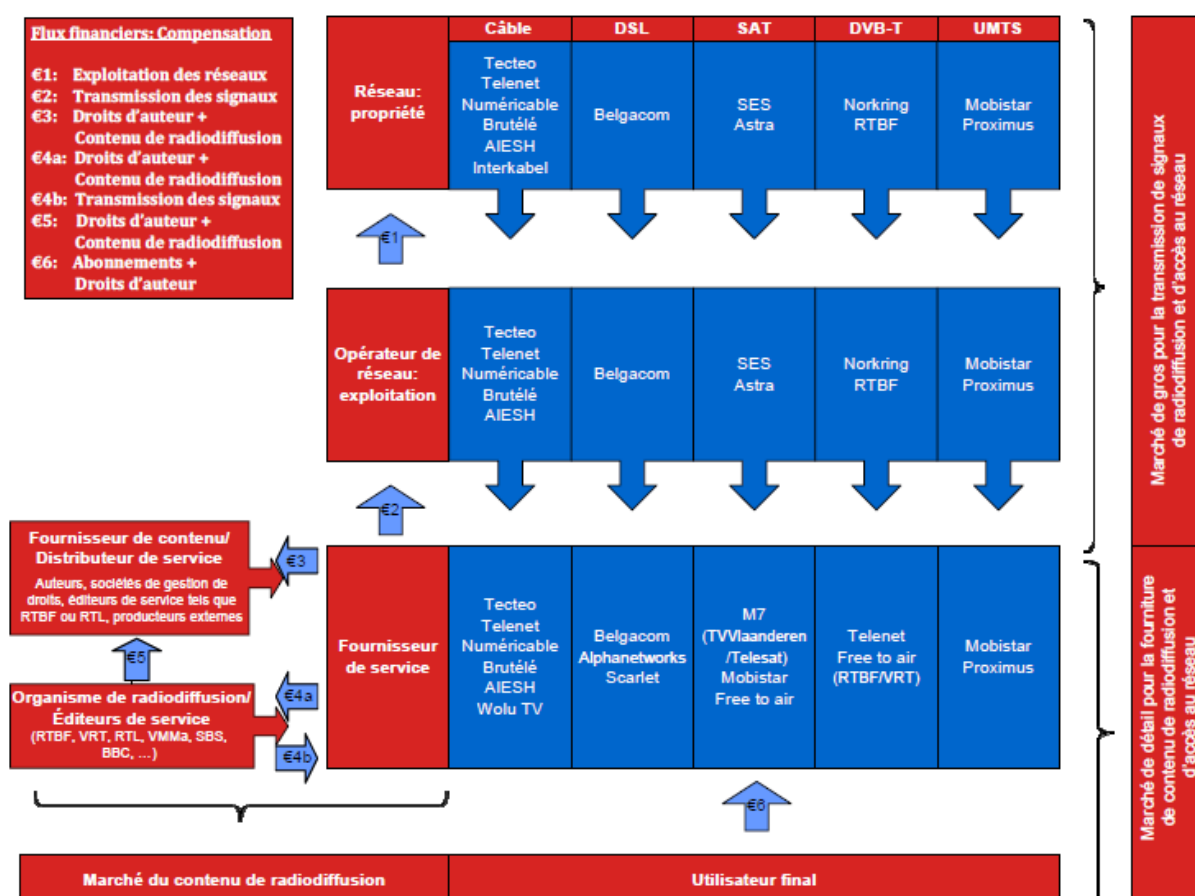 Flux financiers: Compensation
€1: Exploitation des réseaux
€2: Transmission des signaux
€3: Droits d'auteur +
Contenu de radiodiffusion
€4a: Droits d'auteur +
Contenu de radiodiffusion
€4b: Transmission des signaux
€5: Droits d'auteur +
Contenu de radiodiffusion
€6: Abonnements +
Droits d'auteur
Câble
DSL
SAT
DVB-T
UMTS
Réseau:
propriété
Tecteo
Telenet
Numéricable
Brutélé
AIESH
Interkabel
Belgacom
SES
Astra
Norkring
RTBF
Mobistar
Proximus
€1
Opérateur de
réseau:
exploitation
Tecteo
Telenet
Numéricable
Brutélé
AIESH
Belgacom
SES
Astra
Norkring
RTBF
Mobistar
Proximus
€2
Marché de gros pour la transmission de signaux
de radiodiffusion et d'accès au réseau
Fournisseur de contenu/
Distributeur de service
Auteurs, sociétés de gestion de
droits, éditeurs de service tels que
RTBF ou RTL, producteurs externes
€3
€5
Organisme de radiodiffusion/
Éditeurs de service
(RTBF, VRT, RTL, VMMa, SBS,
BBC, ...)
€4a
€4b
Fournisseur
de service
Tecteo
Telenet
Numéricable
Brutélé
AIESH
Wolu TV
Belgacom
Alphanetworks
Scarlet
M7
(TVVlaanderen
/Telesat)
Mobistar
Free to air
Telenet
Free to air
(RTBF/VRT)
Mobistar
Proximus
€6
Marché de détail pour la fourniture
de contenu de radiodiffusion et
d'accès au réseau
Marché du contenu de radiodiffusion
Utilisateur final